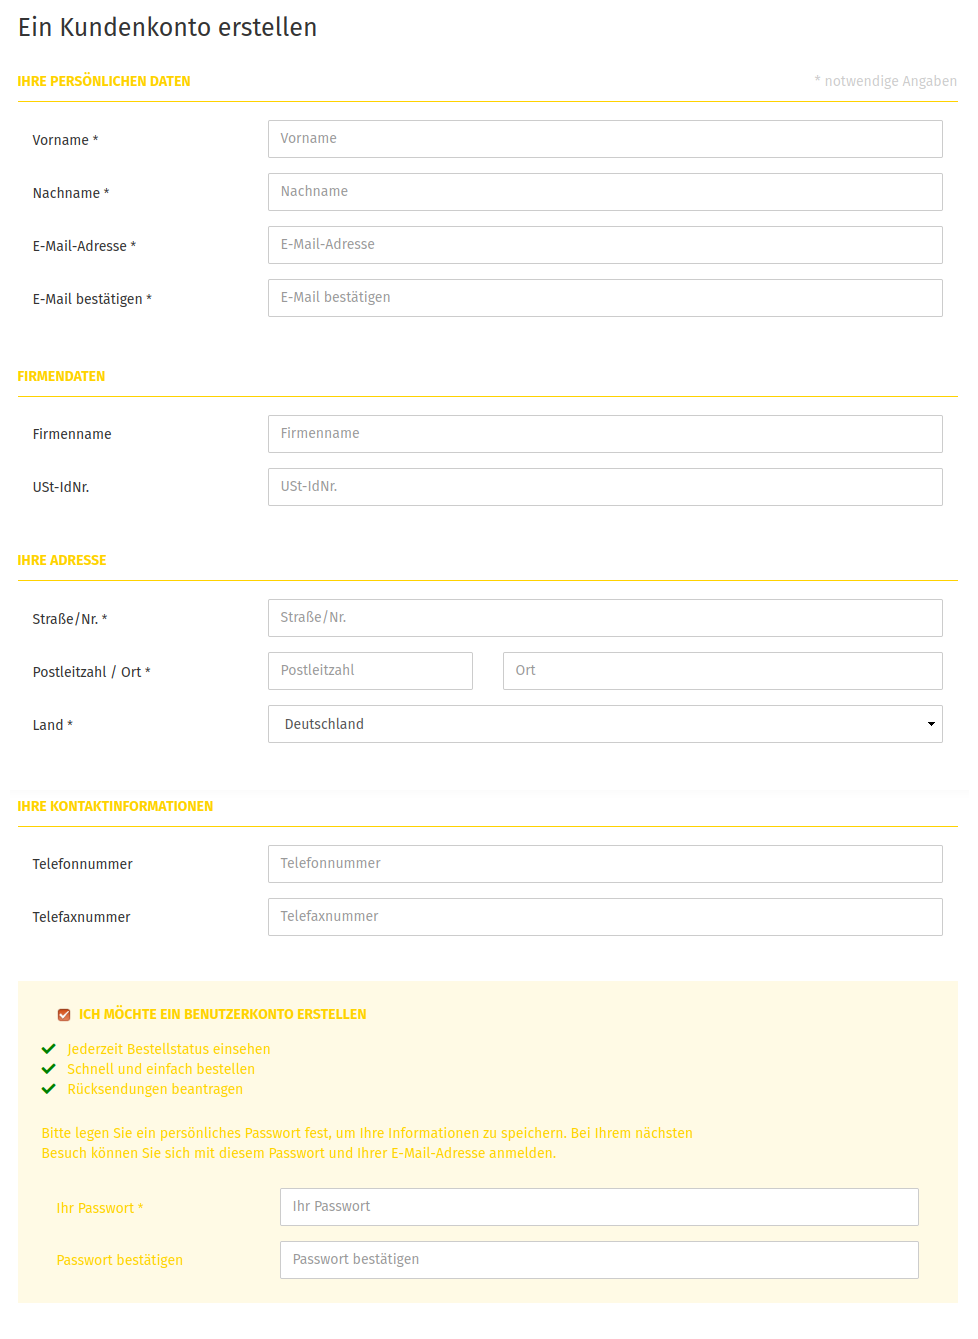 Ein Kundenkonto erstellen
IHRE PERSÖNLICHEN DATEN * notwendige Angaben
Vorname * Vorname
Nachname * Nachname
E-Mail-Adresse * E-Mail-Adresse
E-Mail bestätigen * E-Mail bestätigen
FIRMENDATEN
Firmenname Firmenname
USt-IdNr. USt-IdNr.
IHRE ADRESSE
Straße/Nr. * Straße/Nr.
Postleitzahl / Ort * Postleitzahl Ort
Land * Deutschland
IHRE KONTAKTINFORMATIONEN
Telefonnummer Telefonnummer
Telefaxnummer Telefaxnummer
ICH MÖCHTE EIN BENUTZERKONTO ERSTELLEN
Jederzeit Bestellstatus einsehen
Schnell und einfach bestellen
Rücksendungen beantragen
Bitte legen Sie ein persönliches Passwort fest, um Ihre Informationen zu speichern. Bei Ihrem nächsten
Besuch können Sie sich mit diesem Passwort und Ihrer E-Mail-Adresse anmelden.
Ihr Passwort * Ihr Passwort
Passwort bestätigen Passwort bestätigen